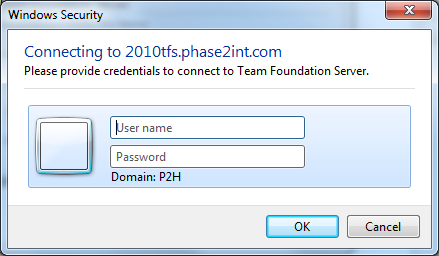 Windows Security
Connecting to 2010tfs.phase2int.com
Please provide credentials to connect to Team Foundation Server.
User name
Password
Domain: P2H
OK
Cancel